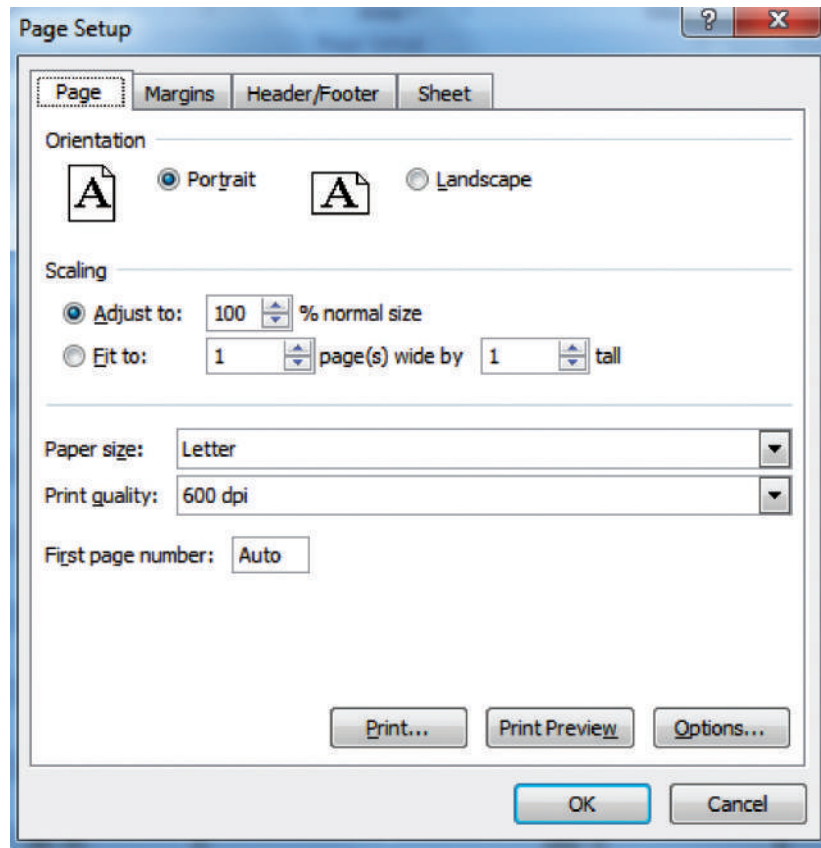 Page Setup
Page Margins Header/Footer Sheet
Orientation
A Portrait A Landscape
Scaling
Adjust to: 100 % normal size
Fit to: 1 page(s) wide by 1 tall
Paper size: Letter
Print quality: 600 dpi
First page number: Auto
Print... Print Preview Options...
OK Cancel